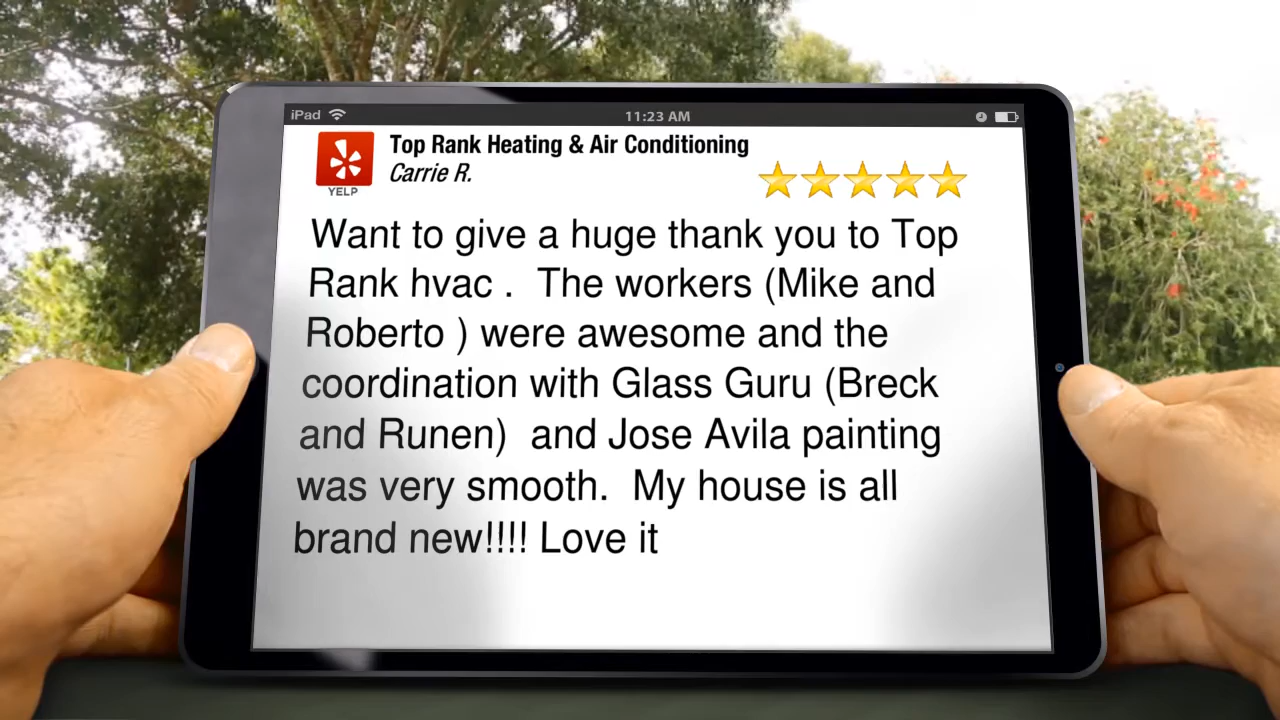 iPad 11:23 AM
Top Rank Heating & Air Conditioning
Carrie R.
YELP
Want to give a huge thank you to Top
Rank hvac .  The workers (Mike and
Roberto ) were awesome and the
coordination with Glass Guru (Breck
and Runen)  and Jose Avila painting
was very smooth.  My house is all
brand new!!!! Love it